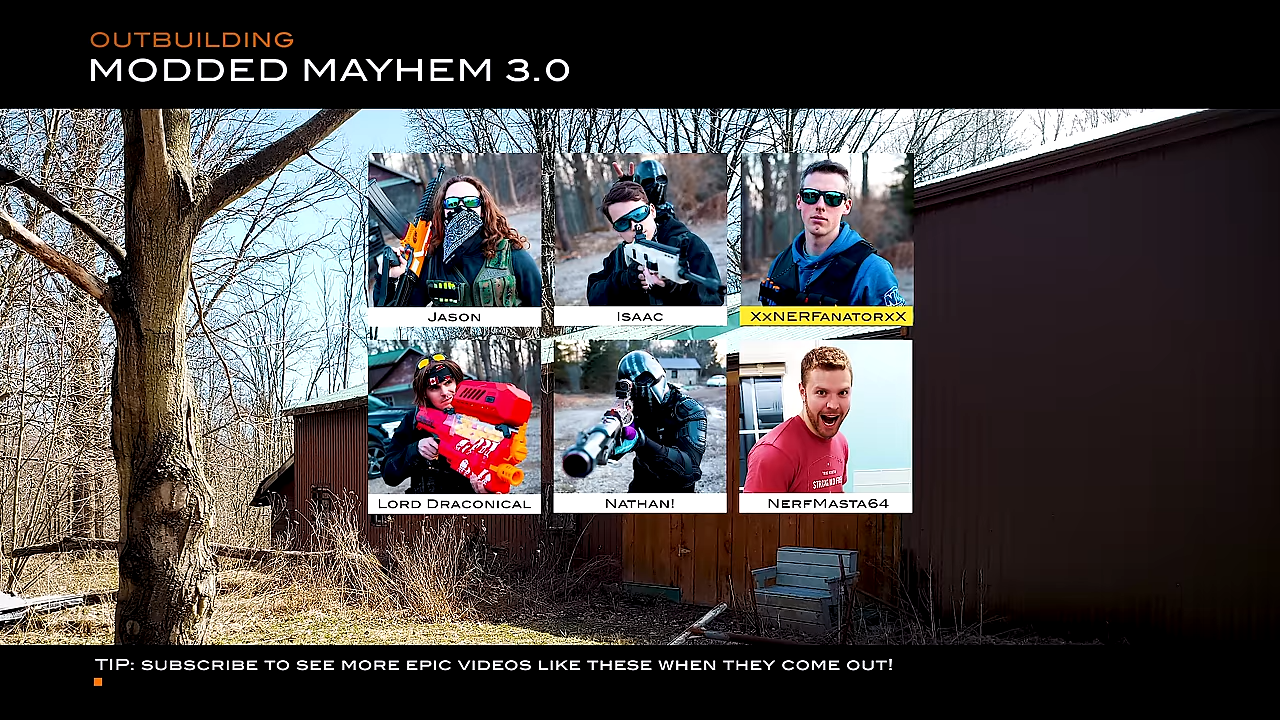 OUTBUILDING
MODDED MAYHEM 3.0
JASON
ISAAC
XXNERFANATORXX
LORD DRACONICAL
NATHAN!
NERFMASTA64
TIP: SUBSCRIBE TO SEE MORE EPIC VIDEOS LIKE THESE WHEN THEY COME OUT!